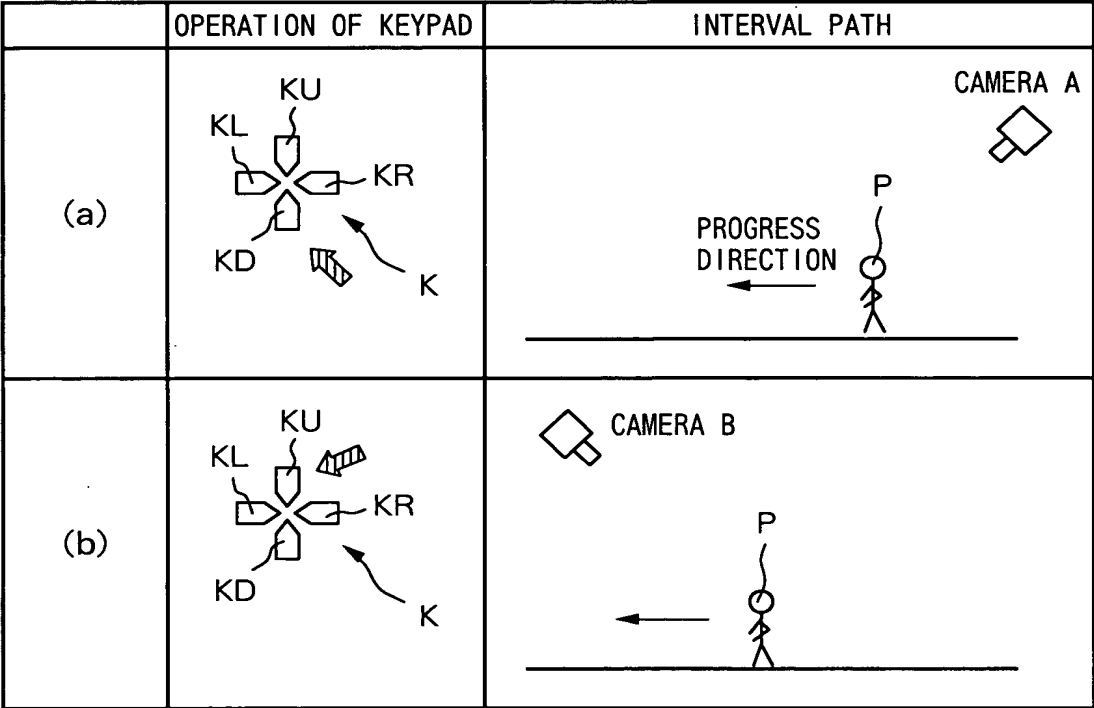 OPERATION OF KEYPAD
INTERVAL PATH
(a)
KU
KL
KR
KD
K
CAMERA A
P
PROGRESS
DIRECTION
(b)
KU
KL
KR
KD
K
CAMERA B
P